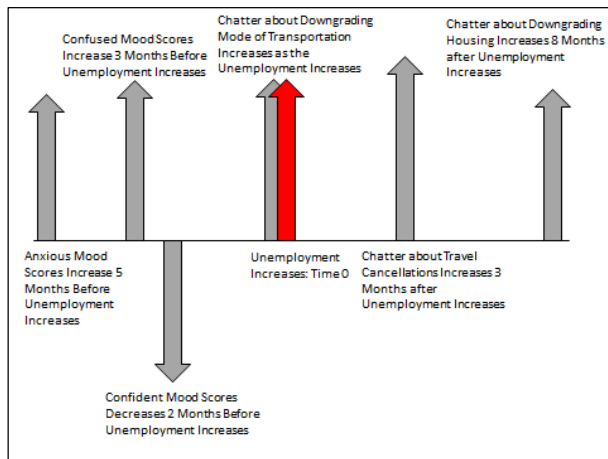 Confused Mood Scores
Increase 3 Months Before
Unemployment Increases
Chatter about Downgrading
Mode of Transportation
Increases as the
Unemployment Increases
Chatter about Downgrading
Housing Increases 8 Months
after Unemployment
Increases
Anxious Mood
Scores Increase 5
Months Before
Unemployment
Increases
Unemployment
Increases: Time 0
Chatter about Travel
Cancellations Increases 3
Months after
Unemployment Increases
Confident Mood Scores
Decreases 2 Months Before
Unemployment Increases